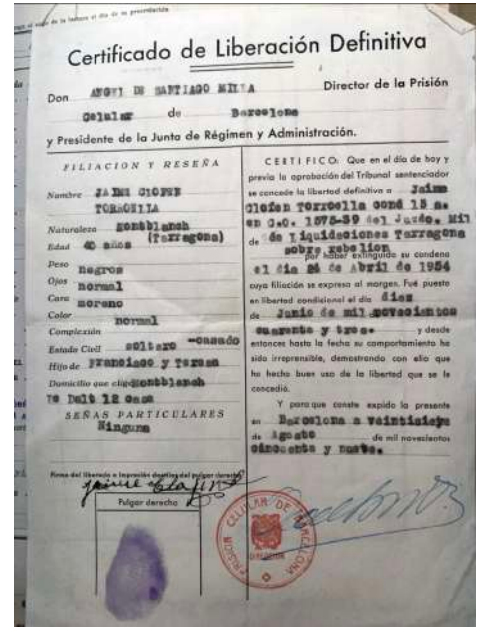 Certificado de Liberación Definitiva
Don ANGEL DE SANTIAGO Director de la Prisión
Celular de Barcelona
y Presidente de la Junta de Régimen y Administración.
FILIACION Y RESEÑA
Nombre JAIME
Naturaleza Montblanch
(Tarragona)
Edad 40 años
Peso
Ojos negros
Cara normal
Color moreno
Complexión normal
Estado Civil soltero -casado
Hijo de Francisco y Teresa
Domicilio que elige Montblanch
12 casa
SEÑAS PARTICULARES
Ninguna
Firma del liberado o impresión dactilar del pulgar derecho
Pulgar derecho
CERTIFICO: Que en el día de hoy y
previa la aprobación del Tribunal sentenciador
se concede la libertad definitiva a Jaime
Torroella cond 15 a.
en C.O. 1575-39 del Juzdo. Mil
de de Liquidaciones Tarragona
sobre rebelion
por haber extinguido su condena
el dia de Abril de 1954
cuya filiación se expresa al margen. Fué puesto
en libertad condicional el día diez
de Junio de mil novecientos
cuarenta y tres. y desde
entonces hasta la fecha su comportamiento ha
sido irreprensible, demostrando con ello que
ha hecho buen uso de la libertad que se le
concedió.
Y para que conste expido la presente
en Barcelona a veintiseis
de Agosto de mil novecientos
cincuenta y nueve.
PRISION CELULAR DE BARCELONA
DIRECCION